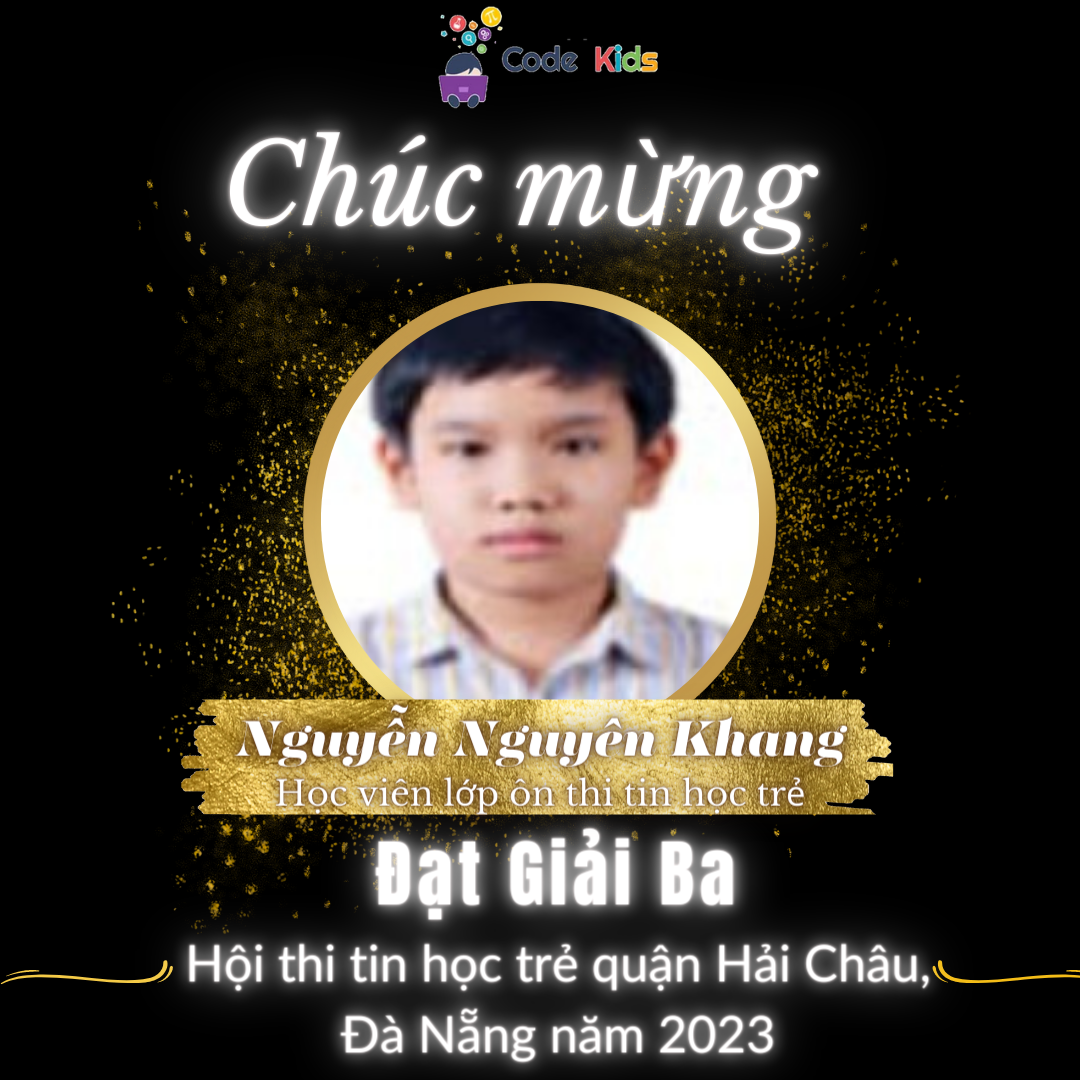 Code Kids
Chúc mừng
Nguyễn Nguyên Khang
Học viên lớp ôn thi tin học trẻ
Đạt Giải Ba
Hội thi tin học trẻ quận Hải Châu,
Đà Nẵng năm 2023